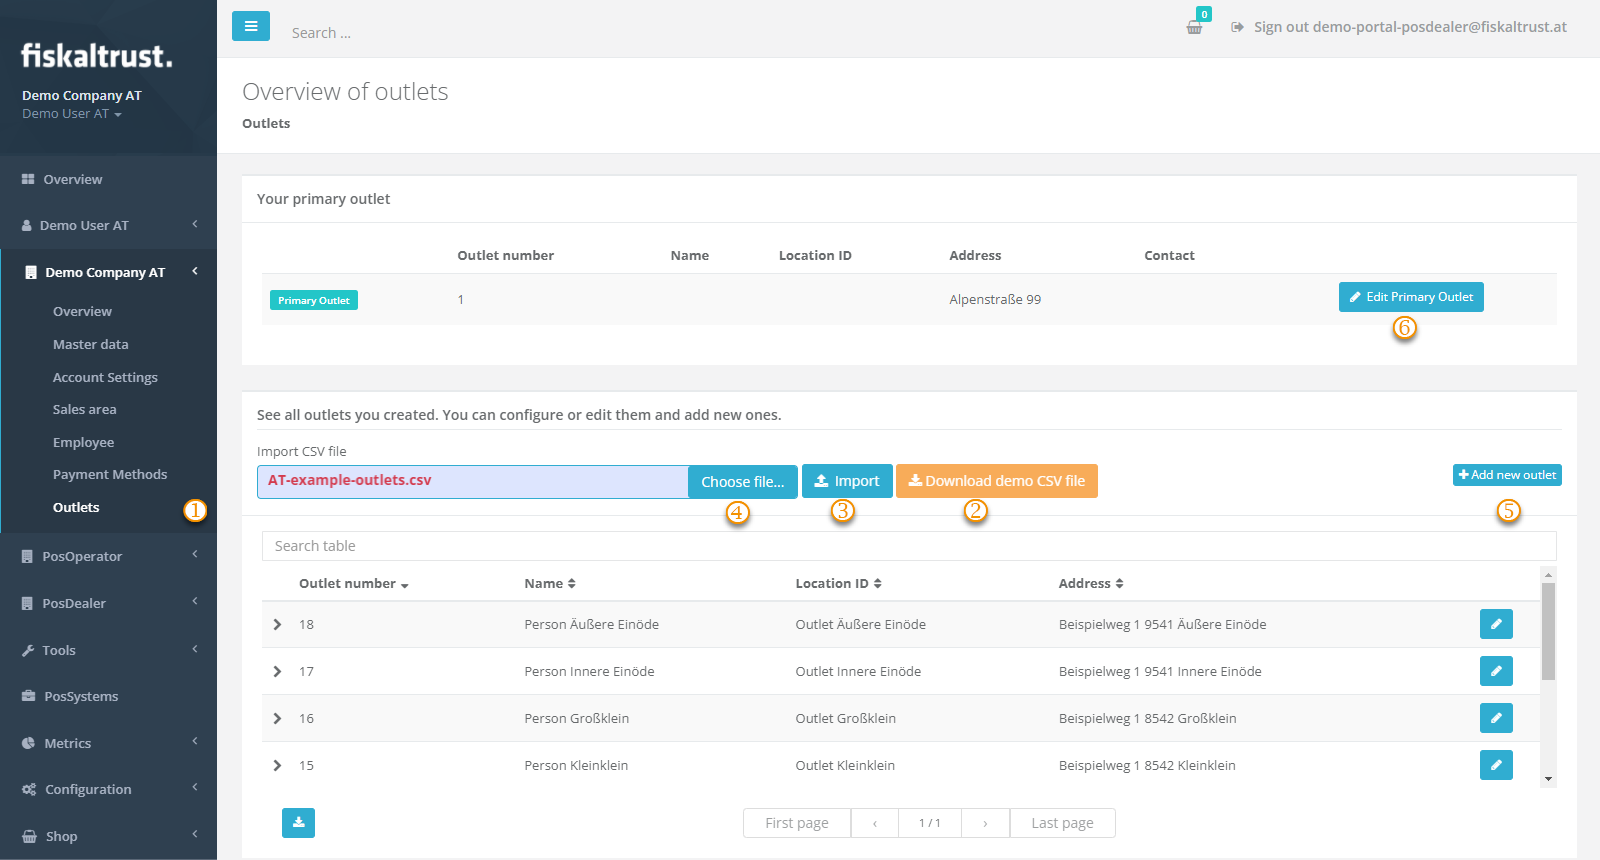 fiskaltrust.
Demo Company AT
Demo User AT
Overview
Demo User AT
Demo Company AT
Overview
Master data
Account Settings
Sales area
Employee
Payment Methods
Outlets
1
PosOperator
PosDealer
Tools
PosSystems
Metrics
Configuration
Shop
Search ...
0
Sign out demo-portal-posdealer@fiskaltrust.at
Overview of outlets
Outlets
Your primary outlet
Outlet number Name Location ID Address Contact
Primary Outlet 1 Alpenstraße 99 Edit Primary Outlet
6
See all outlets you created. You can configure or edit them and add new ones.
Import CSV file
AT-example-outlets.csv Choose file... Import Download demo CSV file Add new outlet
4 3 2 5
Search table
Outlet number Name Location ID Address
18 Person Äußere Einöde Outlet Äußere Einöde Beispielweg 1 9541 Äußere Einöde
17 Person Innere Einöde Outlet Innere Einöde Beispielweg 1 9541 Innere Einöde
16 Person Großklein Outlet Großklein Beispielweg 1 8542 Großklein
15 Person Kleinklein Outlet Kleinklein Beispielweg 1 8542 Kleinklein
First page ‹ 1 / 1 › Last page